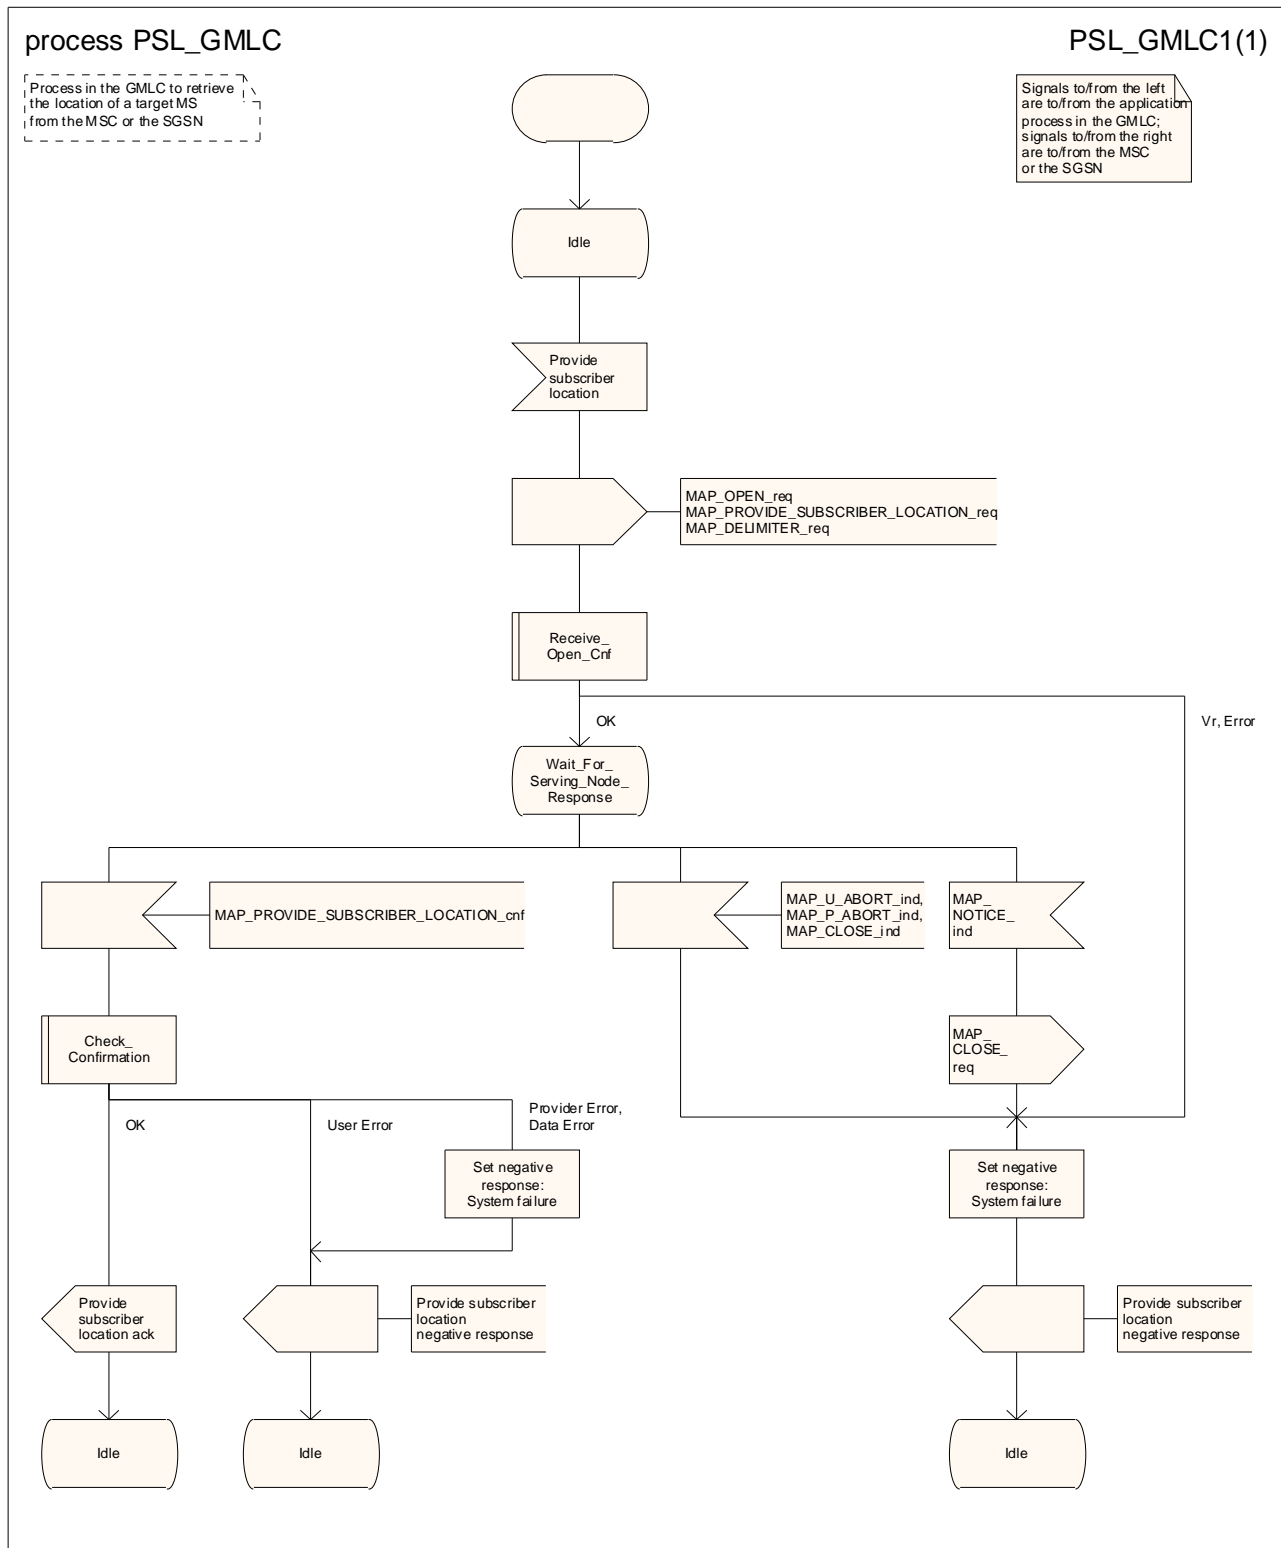 process PSL_GMLC
PSL_GMLC1(1)
Process in the GMLC to retrieve
the location of a target MS
from the MSC or the SGSN
Signals to/from the left
are to/from the application
process in the GMLC;
signals to/from the right
are to/from the MSC
or the SGSN
Idle
Provide
subscriber
location
MAP_OPEN_req
MAP_PROVIDE_SUBSCRIBER_LOCATION_req
MAP_DELIMITER_req
Receive_
Open_Cnf
OK
Vr, Error
Wait_For_
Serving_Node_
Response
MAP_PROVIDE_SUBSCRIBER_LOCATION_cnf
MAP_U_ABORT_ind,
MAP_P_ABORT_ind,
MAP_CLOSE_ind
MAP_
NOTICE_
ind
Check_
Confirmation
MAP_
CLOSE_
req
OK
User Error
Provider Error,
Data Error
Set negative
response:
System failure
Set negative
response:
System failure
Provide
subscriber
location ack
Provide subscriber
location
negative response
Provide subscriber
location
negative response
Idle
Idle
Idle